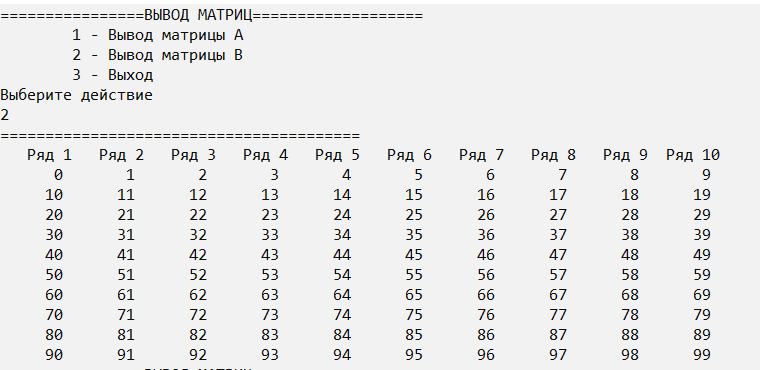 ================ВЫВОД МАТРИЦ===================
1 - Вывод матрицы A
2 - Вывод матрицы B
3 - Выход
Выберите действие
2
========================================
Ряд 1 Ряд 2 Ряд 3 Ряд 4 Ряд 5 Ряд 6 Ряд 7 Ряд 8 Ряд 9 Ряд 10
0 1 2 3 4 5 6 7 8 9
10 11 12 13 14 15 16 17 18 19
20 21 22 23 24 25 26 27 28 29
30 31 32 33 34 35 36 37 38 39
40 41 42 43 44 45 46 47 48 49
50 51 52 53 54 55 56 57 58 59
60 61 62 63 64 65 66 67 68 69
70 71 72 73 74 75 76 77 78 79
80 81 82 83 84 85 86 87 88 89
90 91 92 93 94 95 96 97 98 99